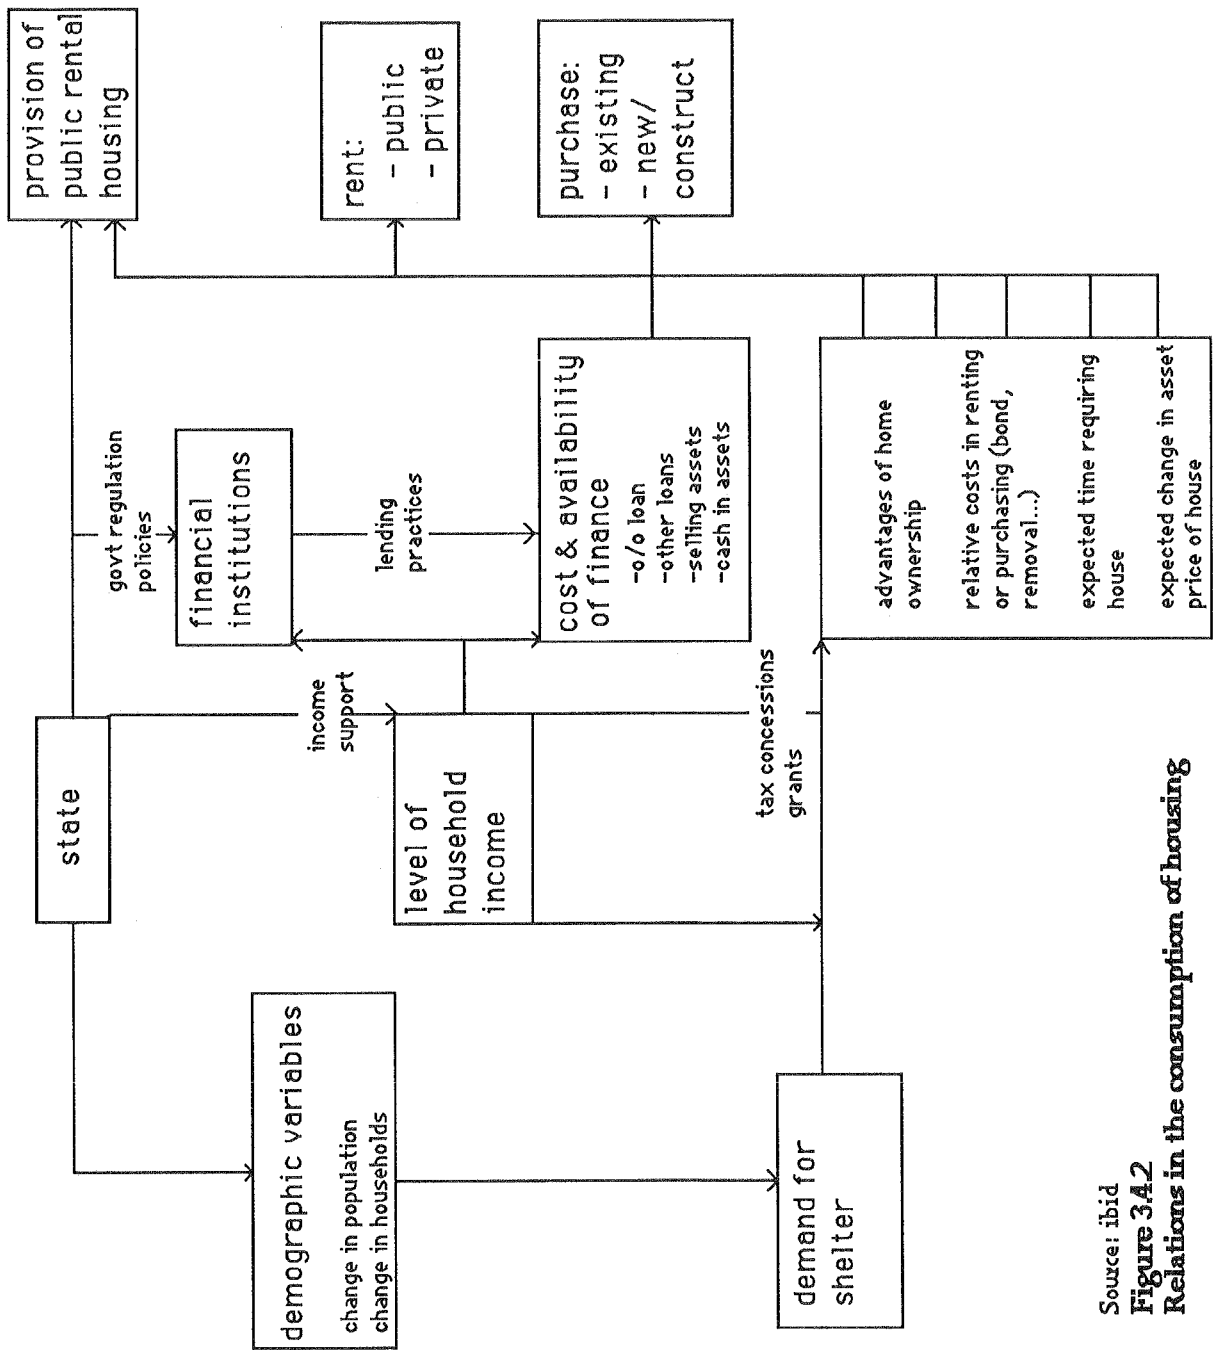 state
demographic variables
change in population
change in households
demand for
shelter
income
support
level of
household
income
tax concessions
grants
govt regulation
policies
financial
institutions
lending
practices
cost & availability
of finance
-o/o loan
-other loans
-selling assets
-cash in assets
advantages of home
ownership
relative costs in renting
or purchasing (bond,
removal...)
expected time requiring
house
expected change in asset
price of house
provision of
public rental
housing
rent:
- public
- private
purchase:
- existing
- new/
construct
Source: ibid
Figure 3.4.2
Relations in the consumption of housing